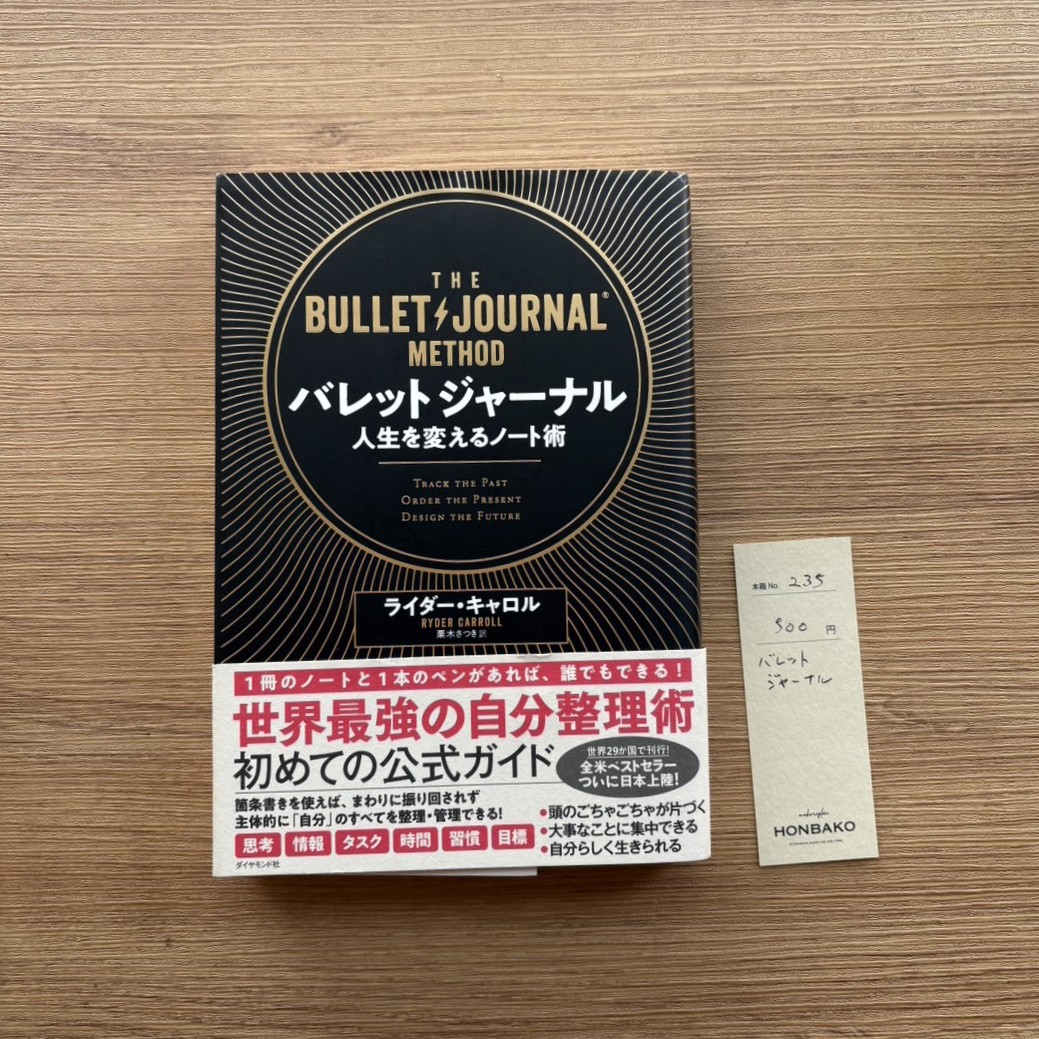 THE
BULLET JOURNAL®
METHOD
バレットジャーナル
人生を変えるノート術
TRACK THE PAST
ORDER THE PRESENT
DESIGN THE FUTURE
ライダー・キャロル
RYDER CARROLL
栗木さつき 訳
1冊のノートと1本のペンがあれば、誰でもできる!
世界最強の自分整理術
初めての公式ガイド
世界29か国で刊行!
全米ベストセラー
ついに日本上陸!
箇条書きを使えば、まわりに振り回されず
主体的に「自分」のすべてを整理・管理できる!
思考 情報 タスク 時間 習慣 目標
●頭のごちゃごちゃが片づく
●大事なことに集中できる
●自分らしく生きられる
ダイヤモンド社
本箱 No. 235
900 円
バレット
ジャーナル
HONBAKO